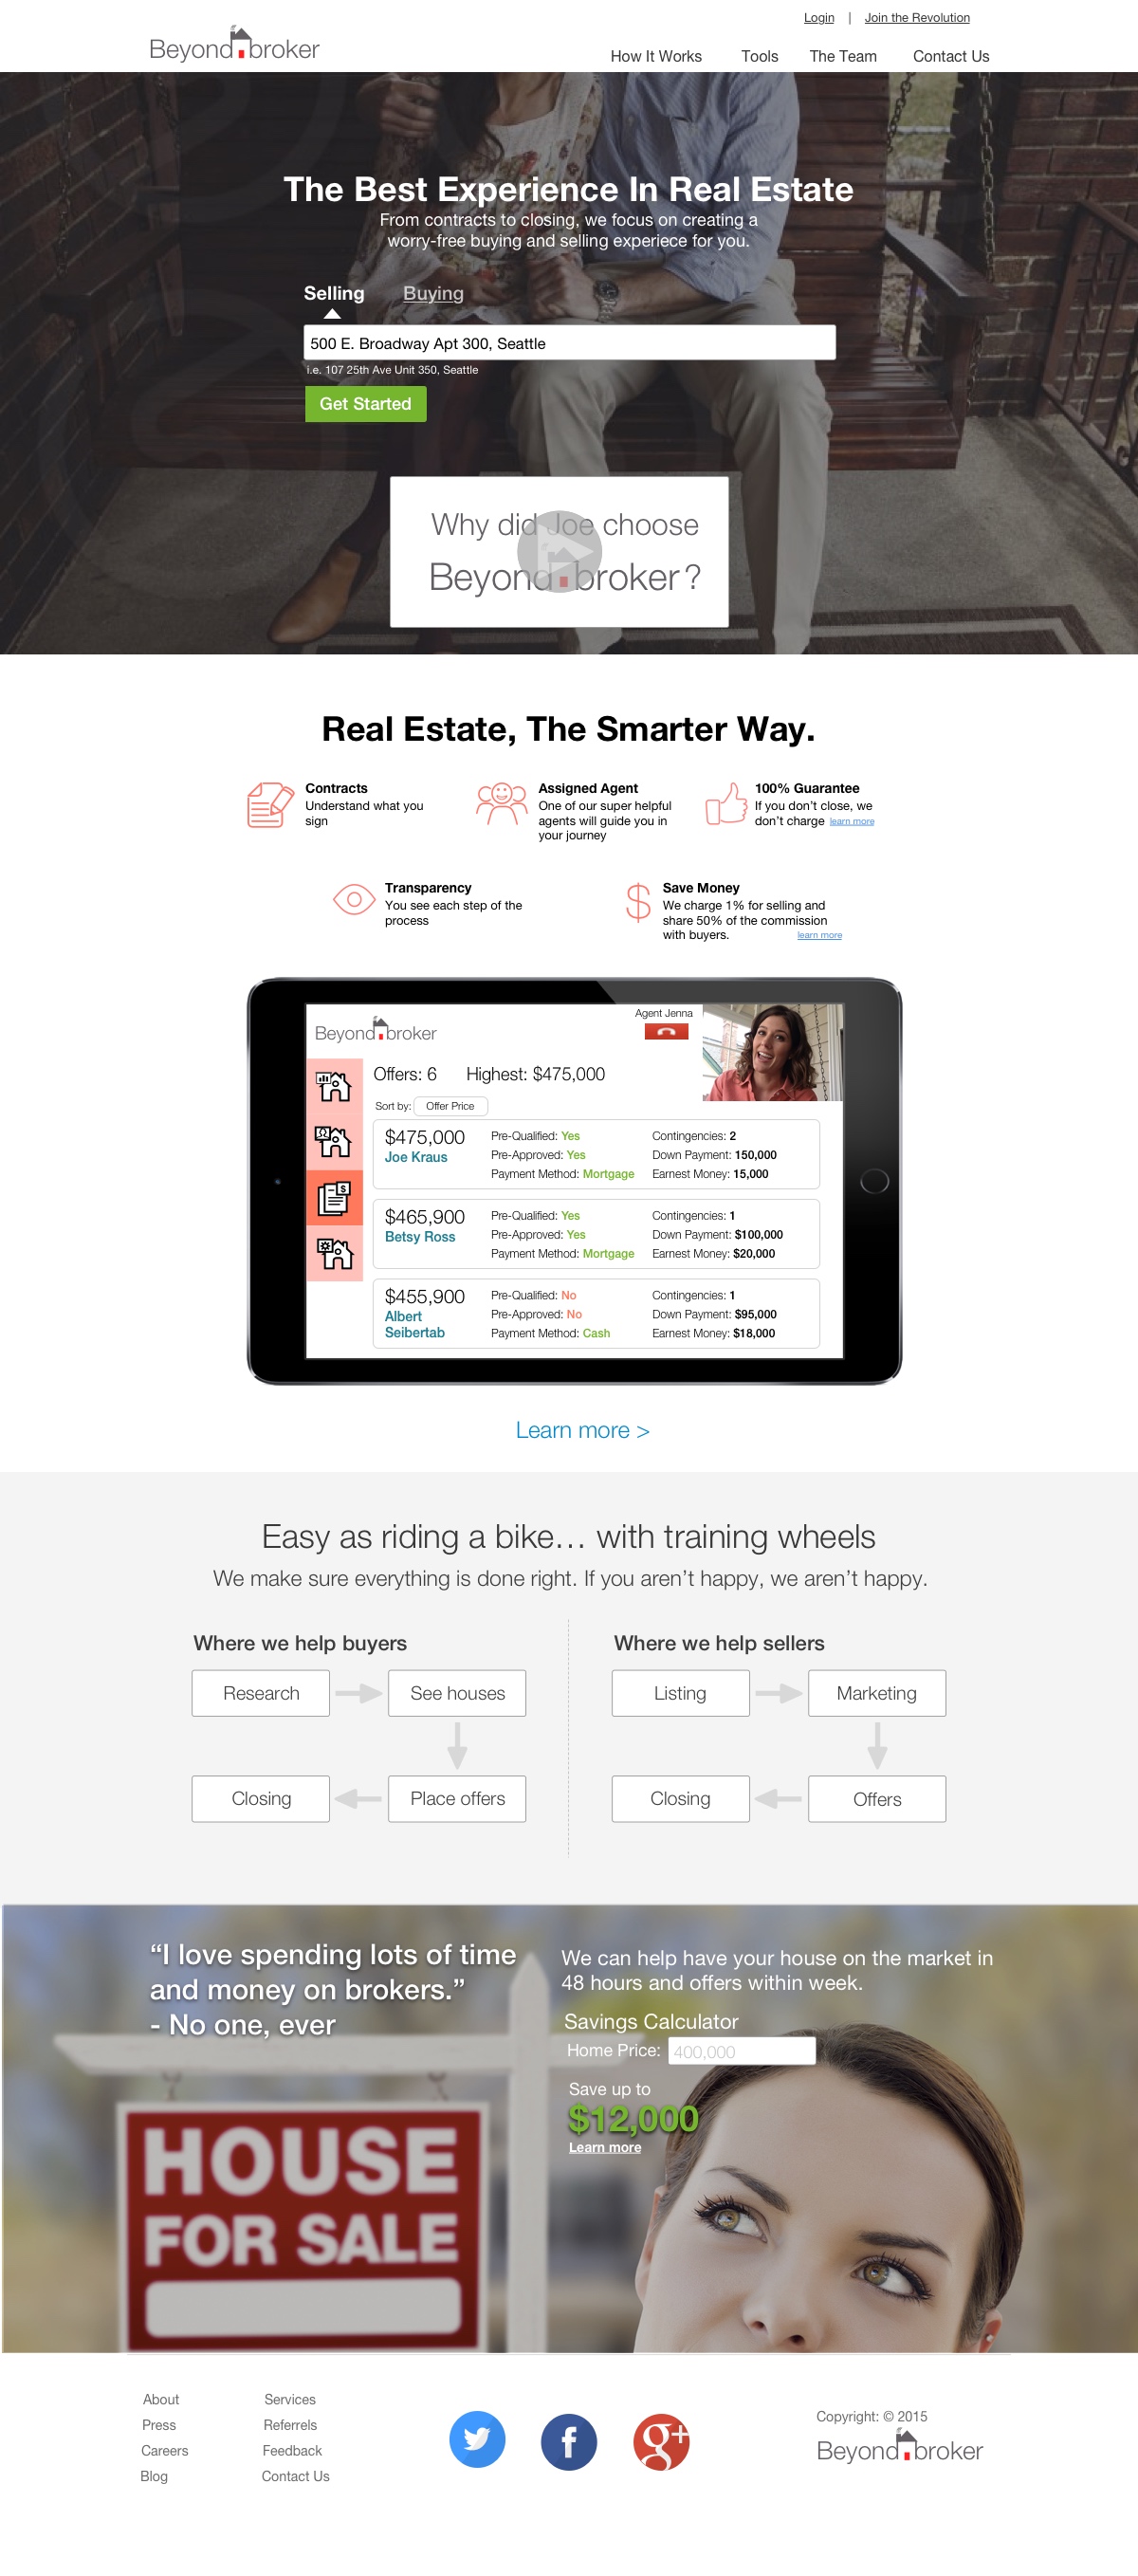 Login | Join the Revolution
Beyond broker
How It Works Tools The Team Contact Us
The Best Experience In Real Estate
From contracts to closing, we focus on creating a
worry-free buying and selling experiece for you.
Selling Buying
500 E. Broadway Apt 300, Seattle
i.e. 107 25th Ave Unit 350, Seattle
Get Started
Why did Joe choose
Beyond broker?
Real Estate, The Smarter Way.
Contracts
Understand what you
sign
Assigned Agent
One of our super helpful
agents will guide you in
your journey
100% Guarantee
If you don't close, we
don't charge learn more
Transparency
You see each step of the
process
Save Money
We charge 1% for selling and
share 50% of the commission
with buyers. learn more
Beyond broker
Agent Jenna
Offers: 6 Highest: $475,000
Sort by: Offer Price
$475,000
Joe Kraus
Pre-Qualified: Yes
Pre-Approved: Yes
Payment Method: Mortgage
Contingencies: 2
Down Payment: 150,000
Earnest Money: 15,000
$465,900
Betsy Ross
Pre-Qualified: Yes
Pre-Approved: Yes
Payment Method: Mortgage
Contingencies: 1
Down Payment: $100,000
Earnest Money: $20,000
$455,900
Albert
Seibertab
Pre-Qualified: No
Pre-Approved: No
Payment Method: Cash
Contingencies: 1
Down Payment: $95,000
Earnest Money: $18,000
Learn more >
Easy as riding a bike… with training wheels
We make sure everything is done right. If you aren't happy, we aren't happy.
Where we help buyers
Research
See houses
Place offers
Closing
Where we help sellers
Listing
Marketing
Offers
Closing
“I love spending lots of time
and money on brokers.”
- No one, ever
We can help have your house on the market in
48 hours and offers within week.
Savings Calculator
Home Price: 400,000
Save up to
$12,000
Learn more
HOUSE
FOR SALE
About
Press
Careers
Blog
Services
Referrels
Feedback
Contact Us
f
g+
Copyright: © 2015
Beyond broker